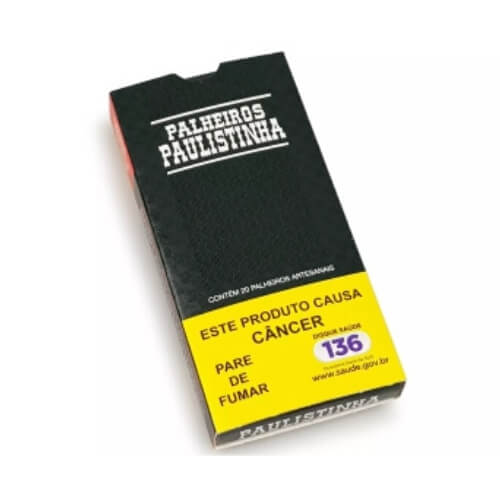 PALHEIROS
PAULISTINHA
CONTÉM 20 PALHEIROS ARTESANAIS
ESTE PRODUTO CAUSA
CÂNCER
PARE
DE
FUMAR
DISQUE SAÚDE
136
www.saude.gov.br
PAULISTINHA